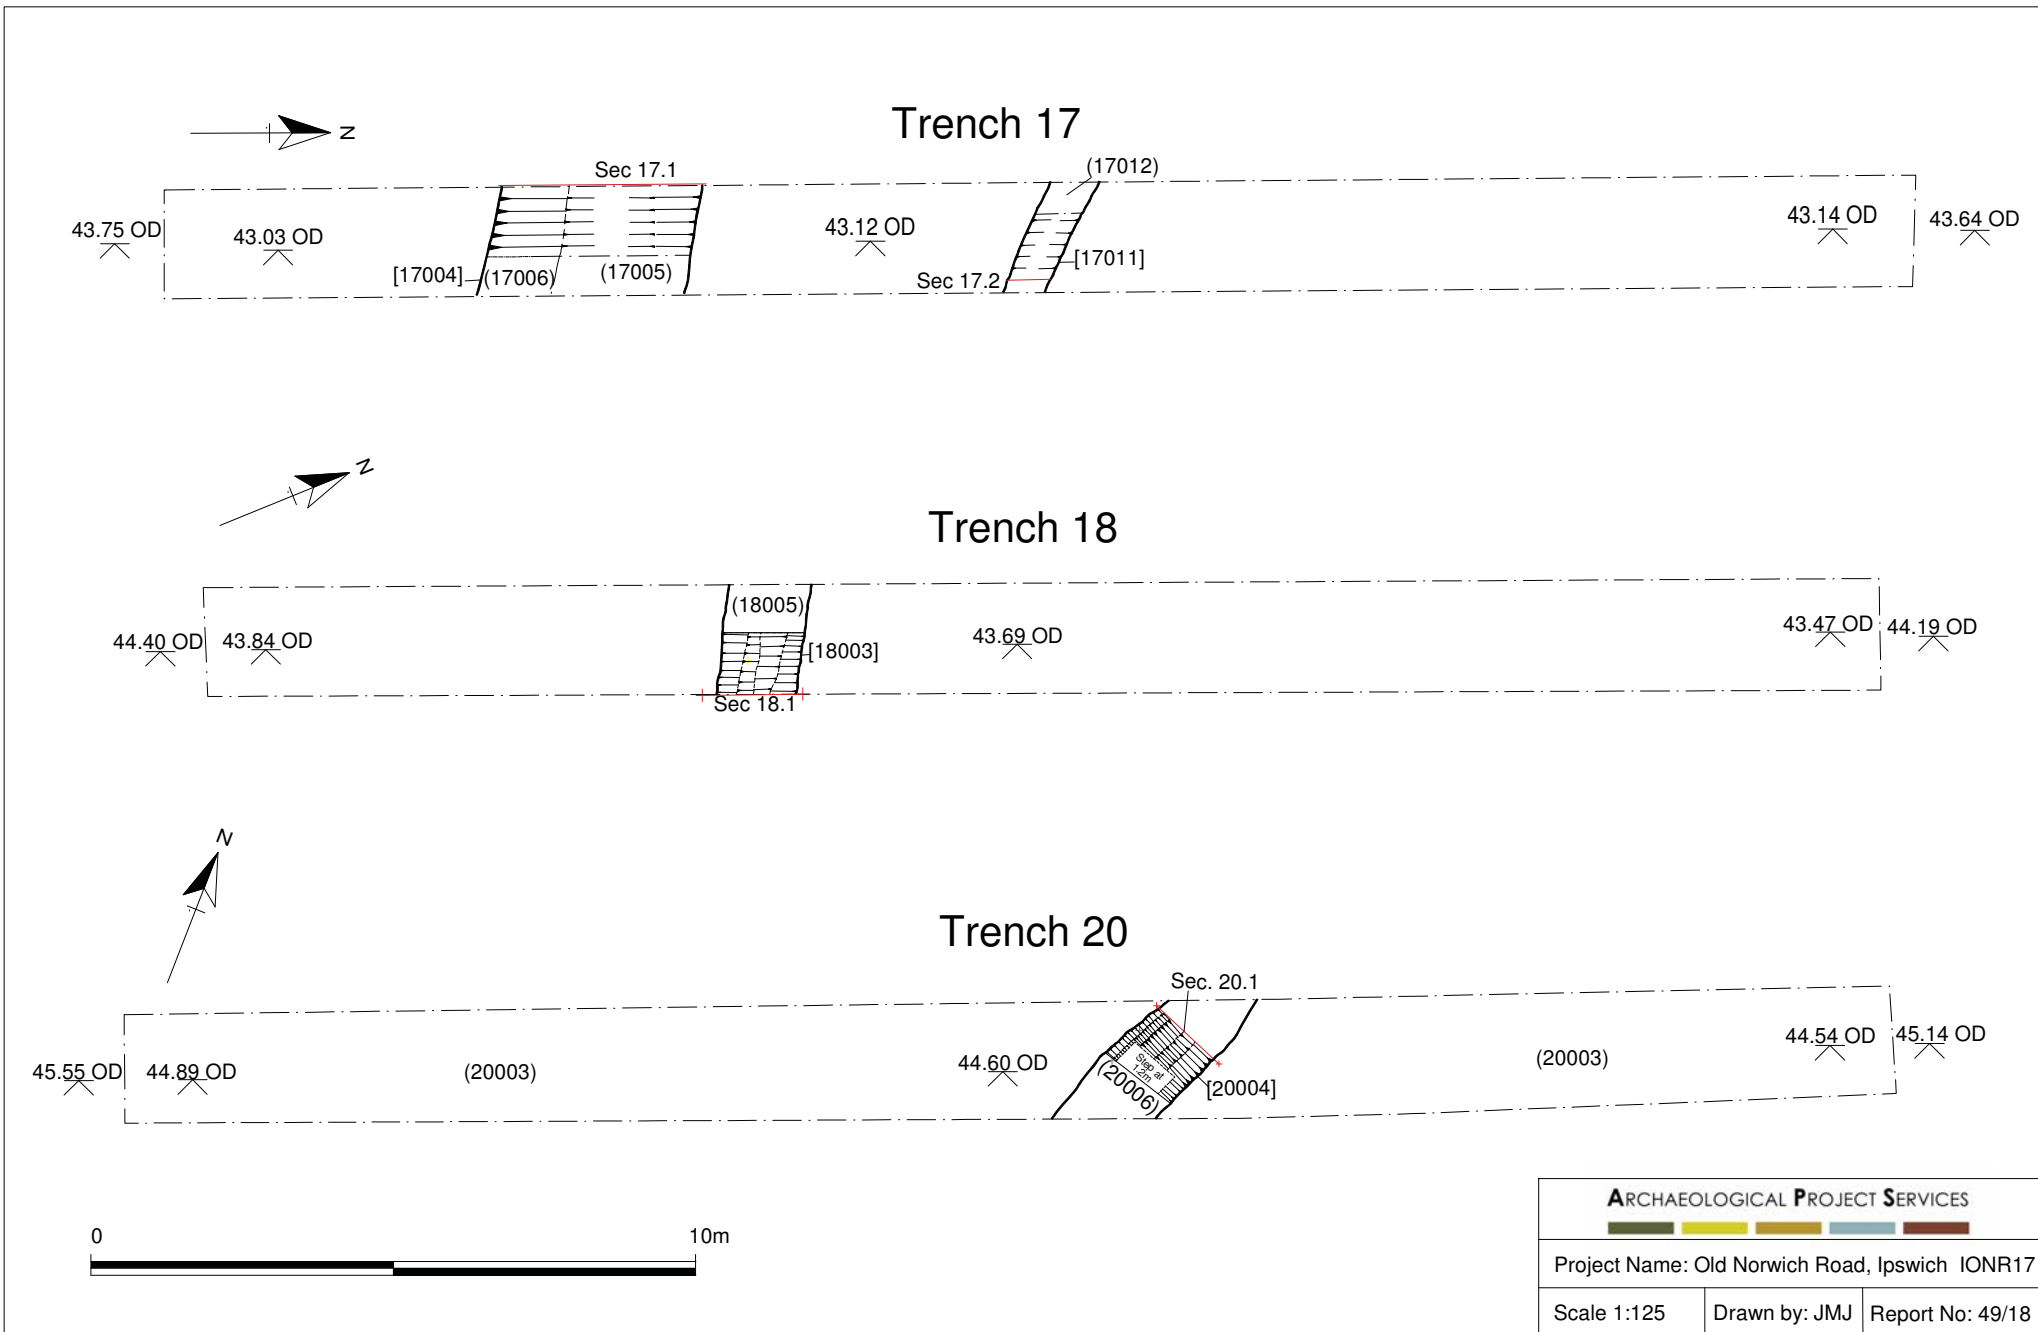 Trench 17
N
Sec 17.1
(17012)
43.75 OD
43.03 OD
43.12 OD
43.14 OD
43.64 OD
[17004]
(17006)
(17005)
[17011]
Sec 17.2
N
Trench 18
(18005)
44.40 OD
43.84 OD
[18003]
43.69 OD
43.47 OD
44.19 OD
Sec 18.1
N
Trench 20
Sec. 20.1
45.55 OD
44.89 OD
(20003)
44.60 OD
Step at
1.2m
(20006)
[20004]
(20003)
44.54 OD
45.14 OD
0
10m
ARCHAEOLOGICAL PROJECT SERVICES
Project Name: Old Norwich Road, Ipswich IONR17
Scale 1:125
Drawn by: JMJ
Report No: 49/18